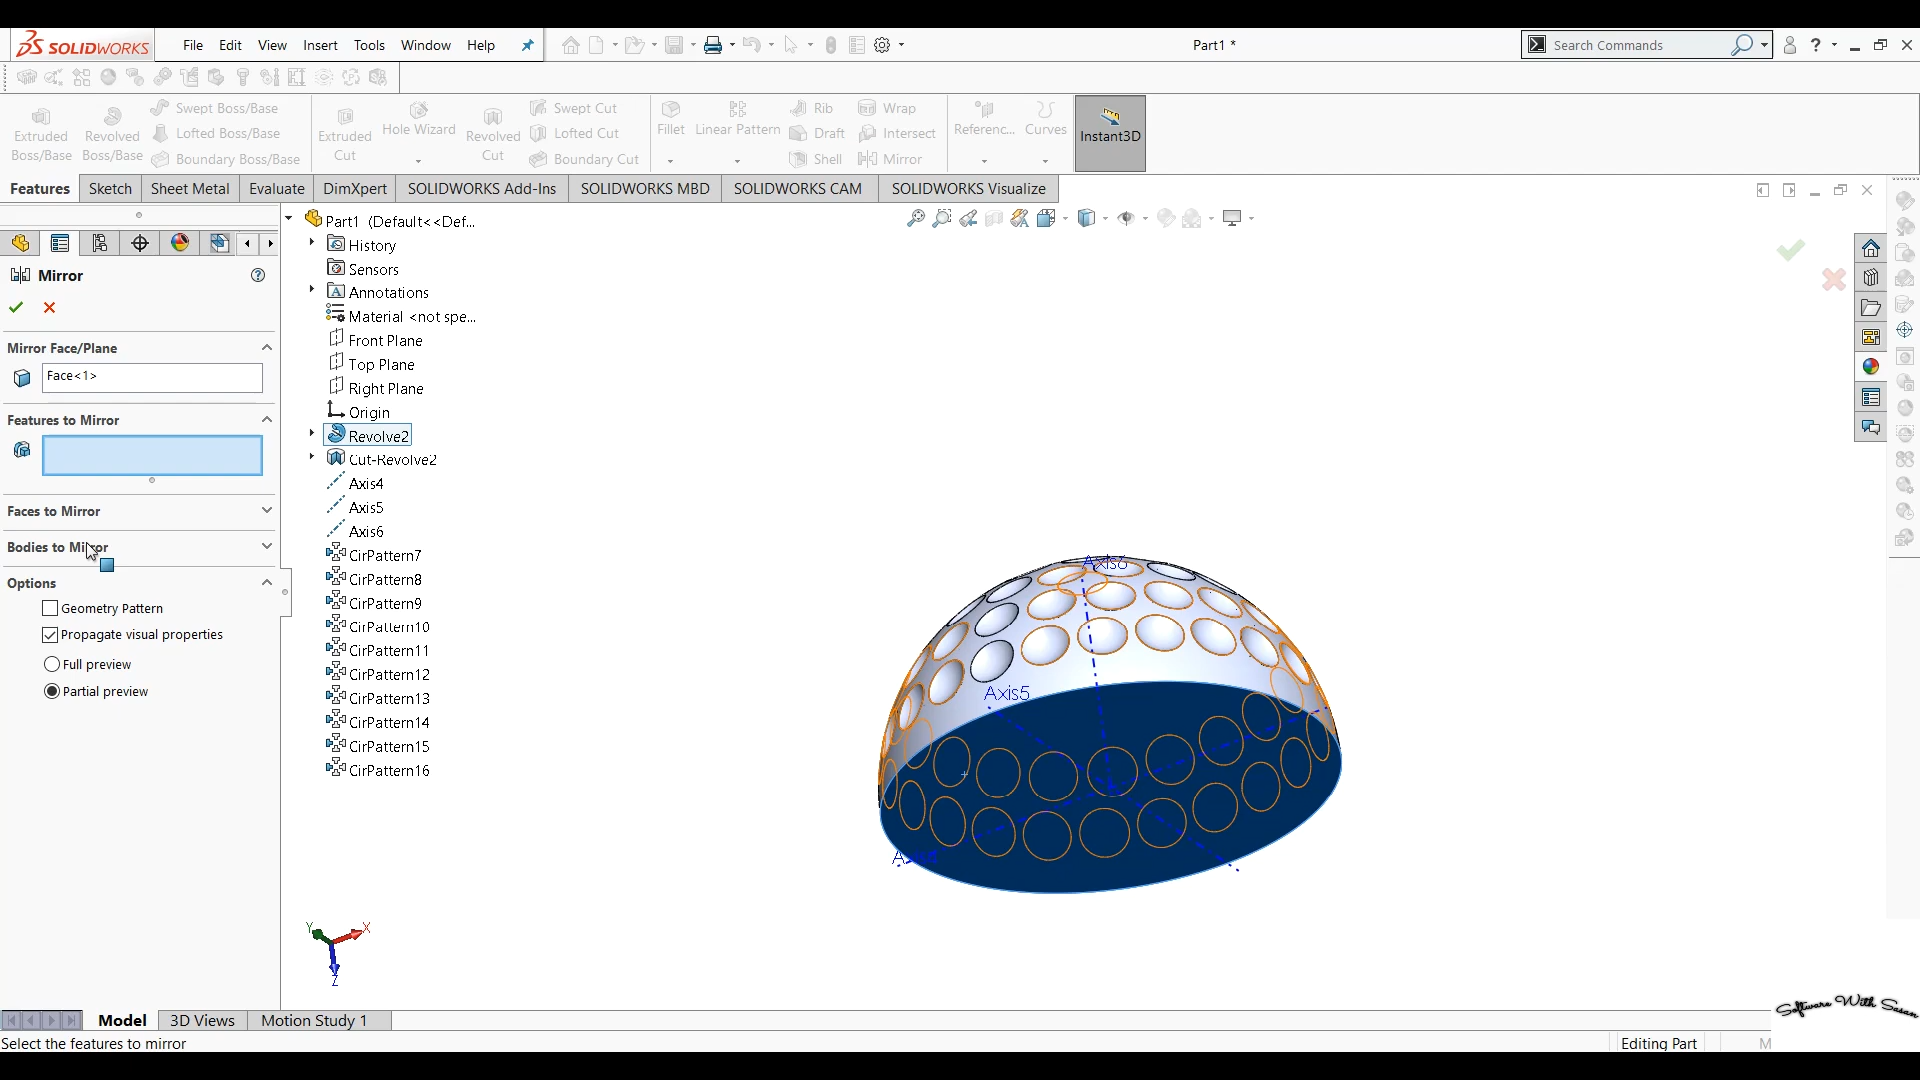 SOLIDWORKS File Edit View Insert Tools Window Help Part1 * Search Commands ?
Extruded Boss/Base
Revolved Boss/Base
Swept Boss/Base
Lofted Boss/Base
Boundary Boss/Base
Extruded Cut
Hole Wizard
Revolved Cut
Swept Cut
Lofted Cut
Boundary Cut
Fillet
Linear Pattern
Rib
Draft
Shell
Wrap
Intersect
Mirror
Referenc...
Curves
Instant3D
Features Sketch Sheet Metal Evaluate DimXpert SOLIDWORKS Add-Ins SOLIDWORKS MBD SOLIDWORKS CAM SOLIDWORKS Visualize
Mirror
Mirror Face/Plane
Face<1>
Features to Mirror
Faces to Mirror
Bodies to Mirror
Options
Geometry Pattern
Propagate visual properties
Full preview
Partial preview
Part1 (Default<<Def...
History
Sensors
Annotations
Material <not spe...
Front Plane
Top Plane
Right Plane
Origin
Revolve2
Cut-Revolve2
Axis4
Axis5
Axis6
CirPattern7
CirPattern8
CirPattern9
CirPattern10
CirPattern11
CirPattern12
CirPattern13
CirPattern14
CirPattern15
CirPattern16
Axis6
Axis5
Y X
Z
Software With Sasan
Model 3D Views Motion Study 1
Select the features to mirror
Editing Part M